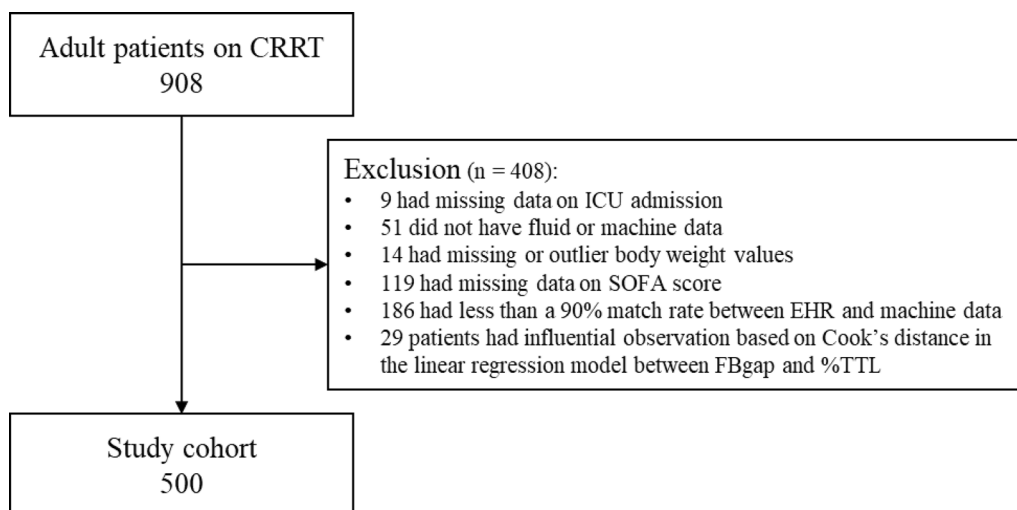 Adult patients on CRRT
908
Exclusion (n = 408):
• 9 had missing data on ICU admission
• 51 did not have fluid or machine data
• 14 had missing or outlier body weight values
• 119 had missing data on SOFA score
• 186 had less than a 90% match rate between EHR and machine data
• 29 patients had influential observation based on Cook’s distance in
the linear regression model between FBgap and %TTL
Study cohort
500